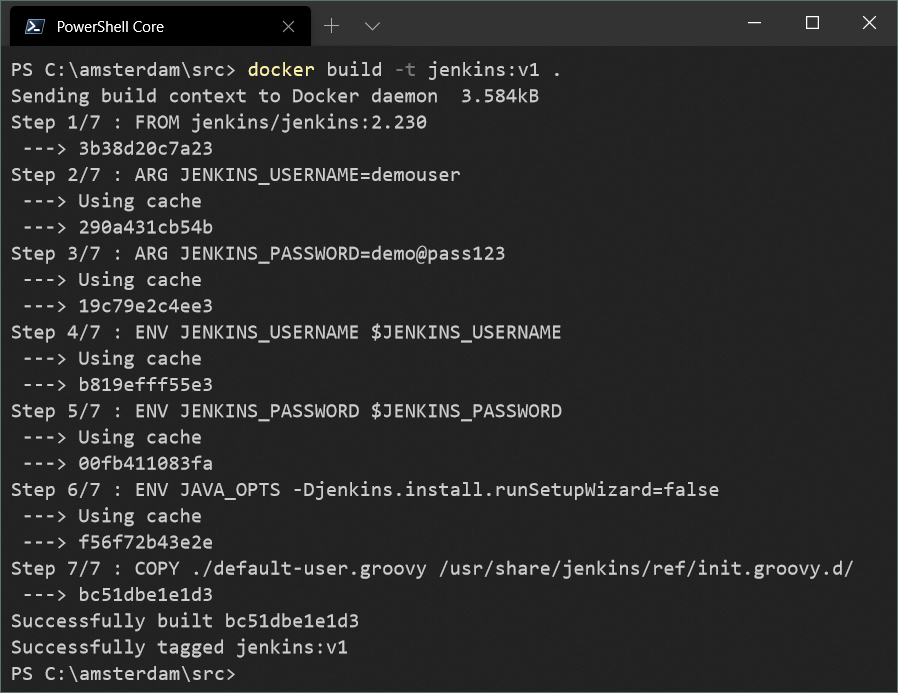 PowerShell Core
PS C:\amsterdam\src> docker build -t jenkins:v1 .
Sending build context to Docker daemon  3.584kB
Step 1/7 : FROM jenkins/jenkins:2.230
 ---> 3b38d20c7a23
Step 2/7 : ARG JENKINS_USERNAME=demouser
 ---> Using cache
 ---> 290a431cb54b
Step 3/7 : ARG JENKINS_PASSWORD=demo@pass123
 ---> Using cache
 ---> 19c79e2c4ee3
Step 4/7 : ENV JENKINS_USERNAME $JENKINS_USERNAME
 ---> Using cache
 ---> b819efff55e3
Step 5/7 : ENV JENKINS_PASSWORD $JENKINS_PASSWORD
 ---> Using cache
 ---> 00fb411083fa
Step 6/7 : ENV JAVA_OPTS -Djenkins.install.runSetupWizard=false
 ---> Using cache
 ---> f56f72b43e2e
Step 7/7 : COPY ./default-user.groovy /usr/share/jenkins/ref/init.groovy.d/
 ---> bc51dbe1e1d3
Successfully built bc51dbe1e1d3
Successfully tagged jenkins:v1
PS C:\amsterdam\src>